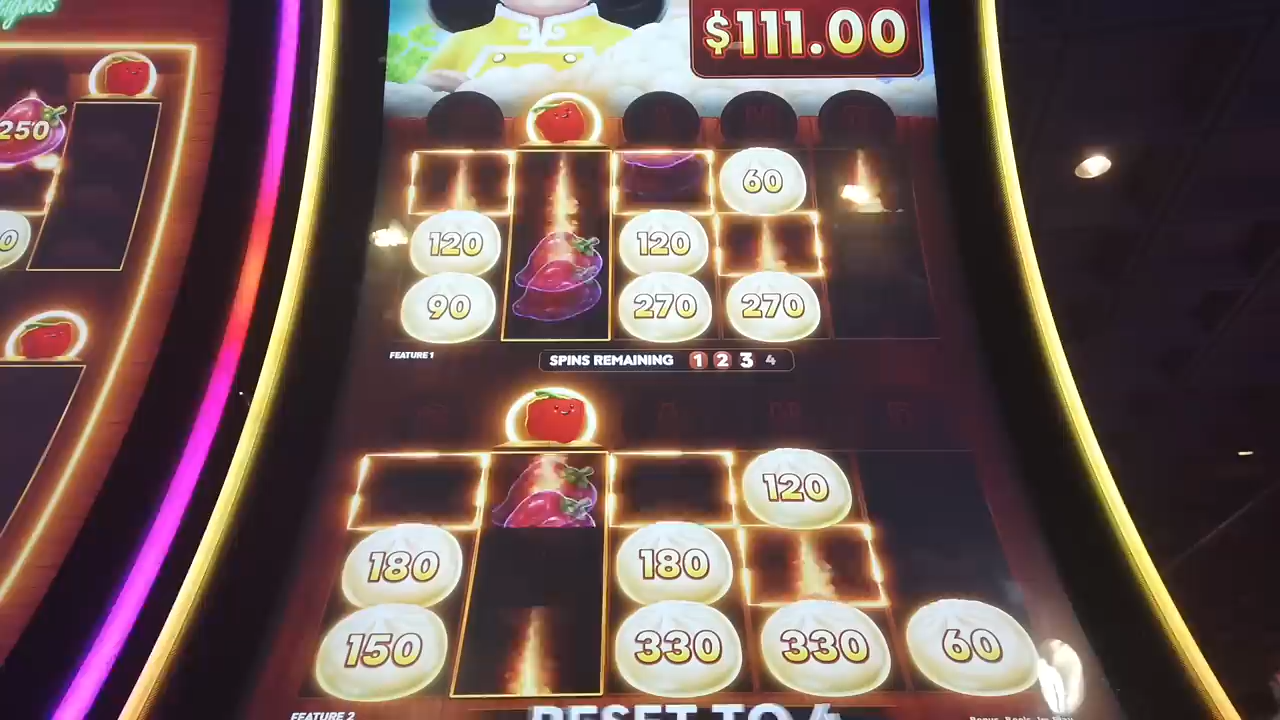 $111.00
250
60
120 120
90 270 270
FEATURE 1
SPINS REMAINING 1 2 3 4
120
180 180
150 330 330 60
FEATURE 2
RESET TO 4